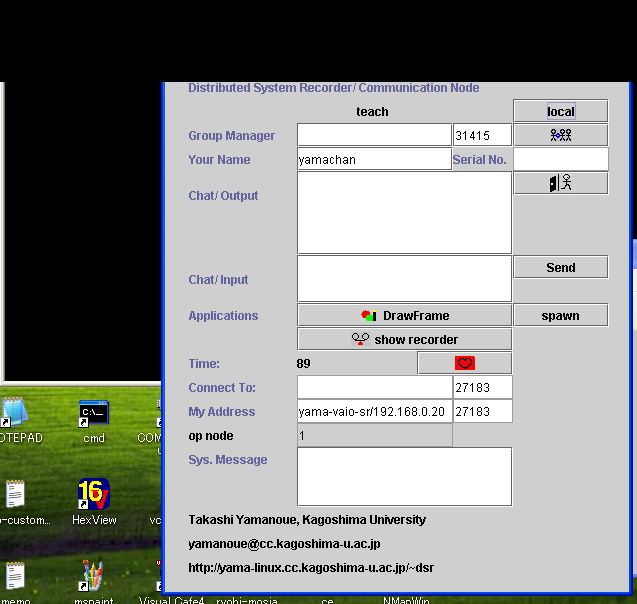 Distributed System Recorder/ Communication Node
teach
local
Group Manager
31415
Your Name
yamachan
Serial No.
Chat/ Output
Send
Chat/ Input
Applications
DrawFrame
spawn
show recorder
Time:
89
Connect To:
27183
My Address
yama-vaio-sr/192.168.0.20
27183
op node
1
Sys. Message
Takashi Yamanoue, Kagoshima University
yamanoue@cc.kagoshima-u.ac.jp
http://yama-linux.cc.kagoshima-u.ac.jp/~dsr
C:\_
OTEPAD
cmd
COM
16
o-custom...
HexView
vc
memo
mspaint
Visual Cafe4
ryobi-mosia
ce
NMapWin